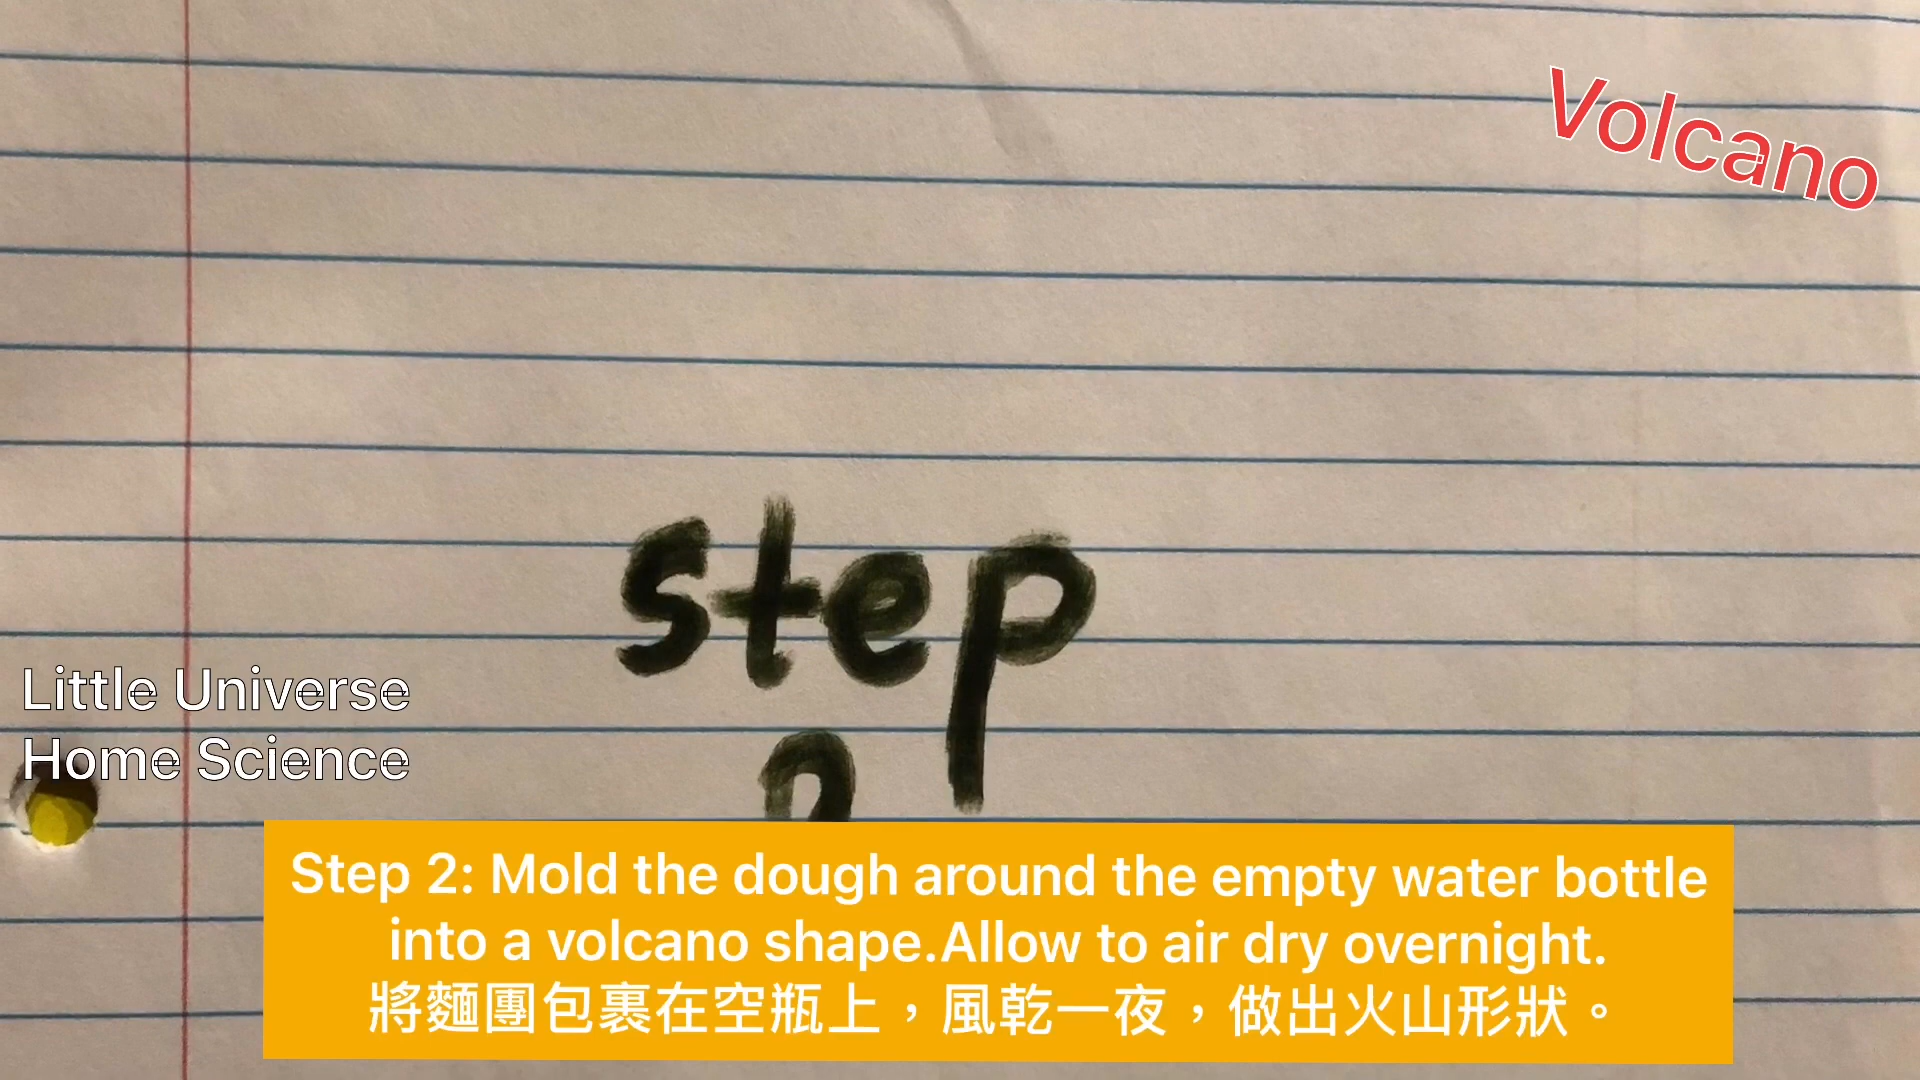 Volcano
step
2
Little Universe
Home Science
Step 2: Mold the dough around the empty water bottle
into a volcano shape.Allow to air dry overnight.
將麵團包裹在空瓶上，風乾一夜，做出火山形狀。